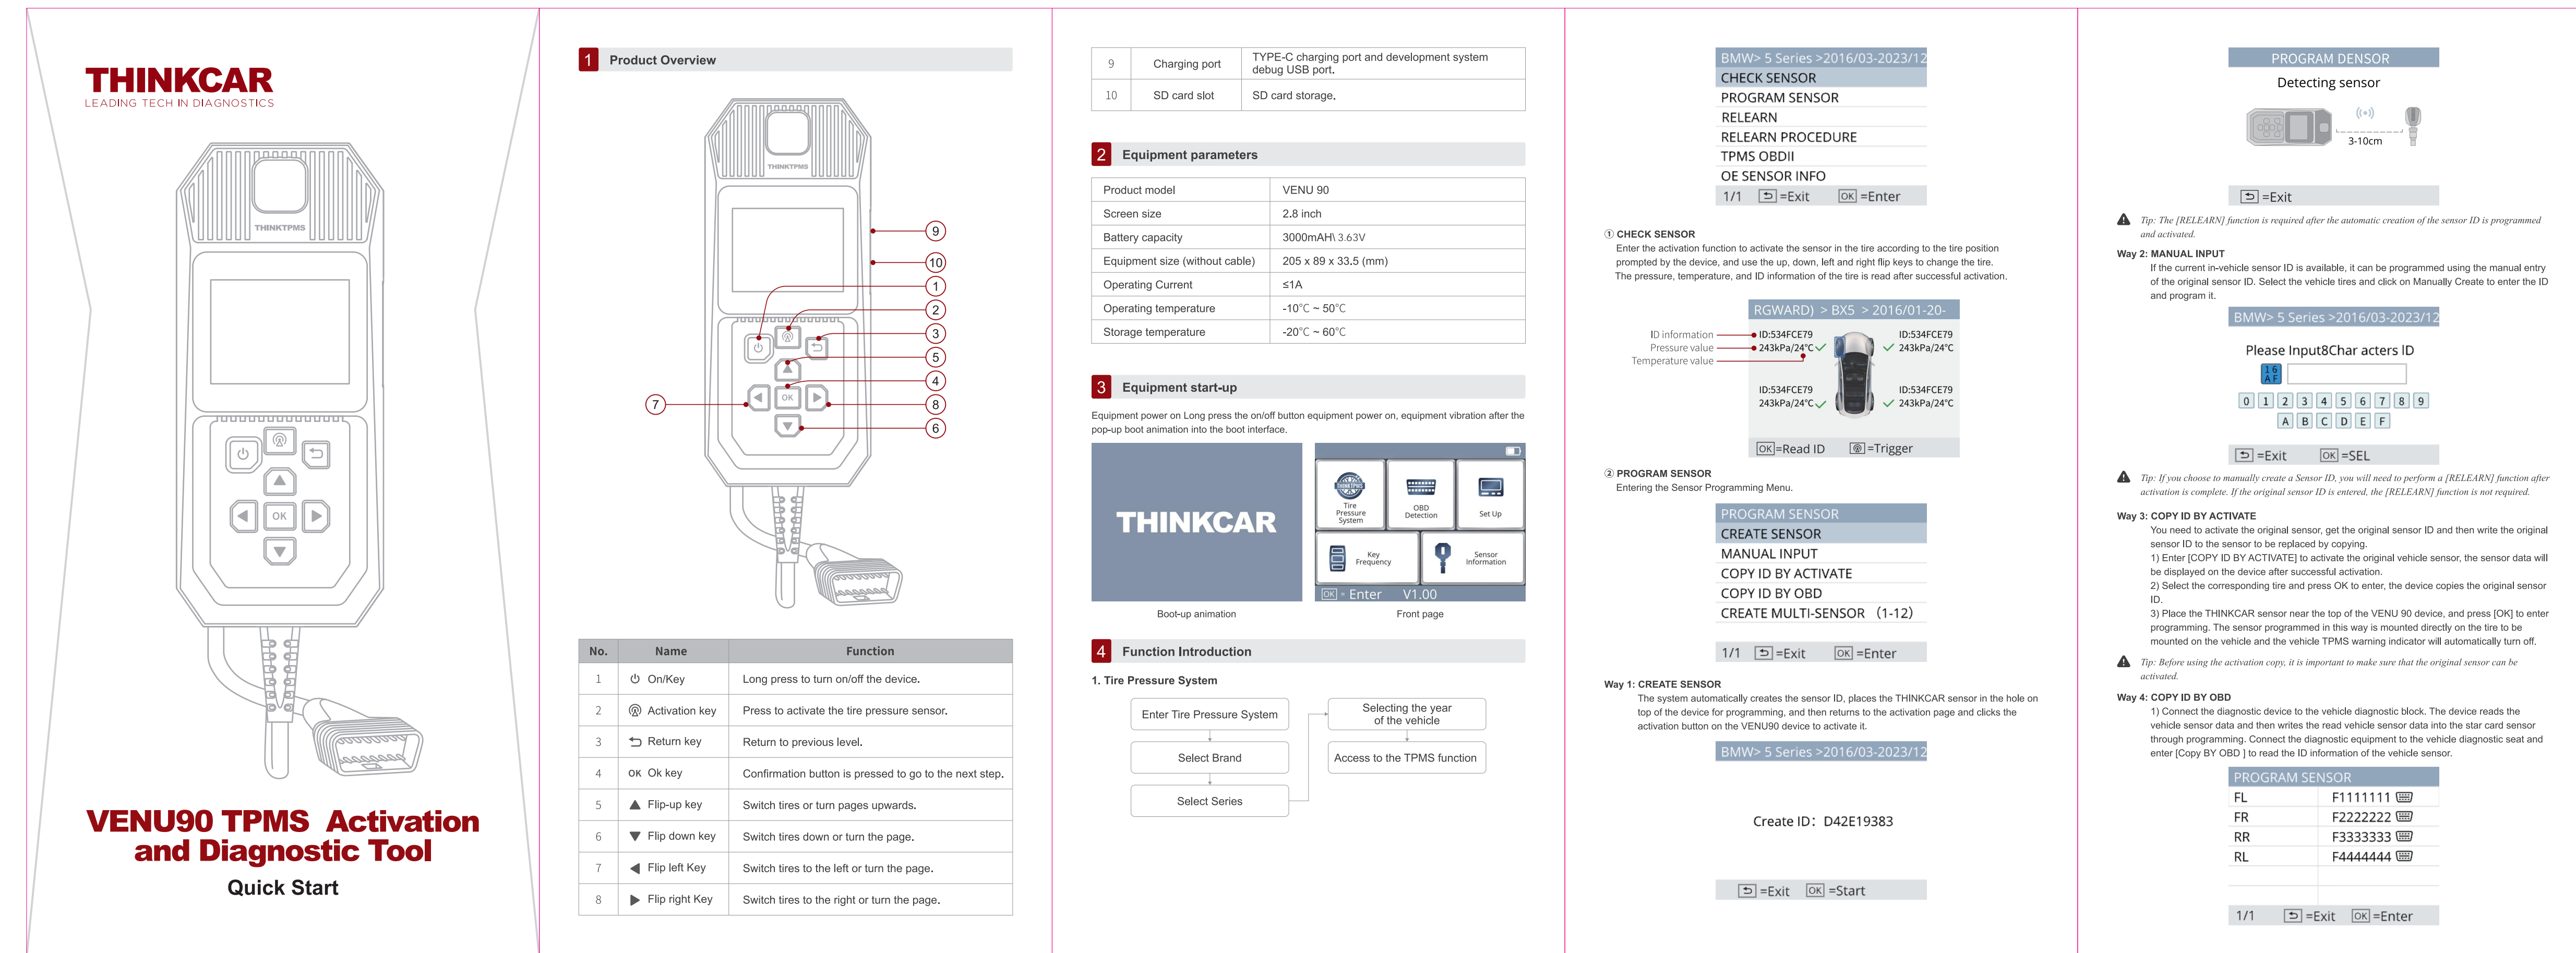 THINKCAR
LEADING TECH IN DIAGNOSTICS
THINKTPMS
OK
VENU90 TPMS Activation
and Diagnostic Tool
Quick Start
1 Product Overview
THINKTPMS
OK
9
10
1
2
3
5
4
7
8
6
No. Name Function
1 On/Key Long press to turn on/off the device.
2 Activation key Press to activate the tire pressure sensor.
3 Return key Return to previous level.
4 OK Ok key Confirmation button is pressed to go to the next step.
5 Flip-up key Switch tires or turn pages upwards.
6 Flip down key Switch tires down or turn the page.
7 Flip left Key Switch tires to the left or turn the page.
8 Flip right Key Switch tires to the right or turn the page.
9 Charging port TYPE-C charging port and development system
debug USB port.
10 SD card slot SD card storage.
2 Equipment parameters
Product model VENU 90
Screen size 2.8 inch
Battery capacity 3000mAH\ 3.63V
Equipment size (without cable) 205 x 89 x 33.5 (mm)
Operating Current ≤1A
Operating temperature -10°C ~ 50°C
Storage temperature -20°C ~ 60°C
3 Equipment start-up
Equipment power on Long press the on/off button equipment power on, equipment vibration after the
pop-up boot animation into the boot interface.
THINKCAR
THINKTPMS
Tire
Pressure
System
OBD
Detection
Set Up
Key
Frequency
Sensor
Information
OK = Enter V1.00
Boot-up animation
Front page
4 Function Introduction
1. Tire Pressure System
Enter Tire Pressure System
Select Brand
Select Series
Selecting the year
of the vehicle
Access to the TPMS function
BMW> 5 Series >2016/03-2023/12
CHECK SENSOR
PROGRAM SENSOR
RELEARN
RELEARN PROCEDURE
TPMS OBDII
OE SENSOR INFO
1/1 =Exit OK =Enter
① CHECK SENSOR
Enter the activation function to activate the sensor in the tire according to the tire position
prompted by the device, and use the up, down, left and right flip keys to change the tire.
The pressure, temperature, and ID information of the tire is read after successful activation.
RGWARD) > BX5 > 2016/01-20-
ID information
Pressure value
Temperature value
ID:534FCE79 ID:534FCE79
243kPa/24°C 243kPa/24°C
ID:534FCE79 ID:534FCE79
243kPa/24°C 243kPa/24°C
OK=Read ID =Trigger
② PROGRAM SENSOR
Entering the Sensor Programming Menu.
PROGRAM SENSOR
CREATE SENSOR
MANUAL INPUT
COPY ID BY ACTIVATE
COPY ID BY OBD
CREATE MULTI-SENSOR （1-12）
1/1 =Exit OK =Enter
Way 1: CREATE SENSOR
The system automatically creates the sensor ID, places the THINKCAR sensor in the hole on
top of the device for programming, and then returns to the activation page and clicks the
activation button on the VENU90 device to activate it.
BMW> 5 Series >2016/03-2023/12
Create ID：D42E19383
=Exit OK =Start
PROGRAM DENSOR
Detecting sensor
3-10cm
=Exit
Tip: The [RELEARN] function is required after the automatic creation of the sensor ID is programmed
and activated.
Way 2: MANUAL INPUT
If the current in-vehicle sensor ID is available, it can be programmed using the manual entry
of the original sensor ID. Select the vehicle tires and click on Manually Create to enter the ID
and program it.
BMW> 5 Series >2016/03-2023/12
Please Input8Char acters ID
16
AF
0 1 2 3 4 5 6 7 8 9
A B C D E F
=Exit OK =SEL
Tip: If you choose to manually create a Sensor ID, you will need to perform a [RELEARN] function after
activation is complete. If the original sensor ID is entered, the [RELEARN] function is not required.
Way 3: COPY ID BY ACTIVATE
You need to activate the original sensor, get the original sensor ID and then write the original
sensor ID to the sensor to be replaced by copying.
1) Enter [COPY ID BY ACTIVATE] to activate the original vehicle sensor, the sensor data will
be displayed on the device after successful activation.
2) Select the corresponding tire and press OK to enter, the device copies the original sensor
ID.
3) Place the THINKCAR sensor near the top of the VENU 90 device, and press [OK] to enter
programming. The sensor programmed in this way is mounted directly on the tire to be
mounted on the vehicle and the vehicle TPMS warning indicator will automatically turn off.
Tip: Before using the activation copy, it is important to make sure that the original sensor can be
activated.
Way 4: COPY ID BY OBD
1) Connect the diagnostic device to the vehicle diagnostic block. The device reads the
vehicle sensor data and then writes the read vehicle sensor data into the star card sensor
through programming. Connect the diagnostic equipment to the vehicle diagnostic seat and
enter [Copy BY OBD ] to read the ID information of the vehicle sensor.
PROGRAM SENSOR
FL F1111111
FR F2222222
RR F3333333
RL F4444444
1/1 =Exit OK =Enter